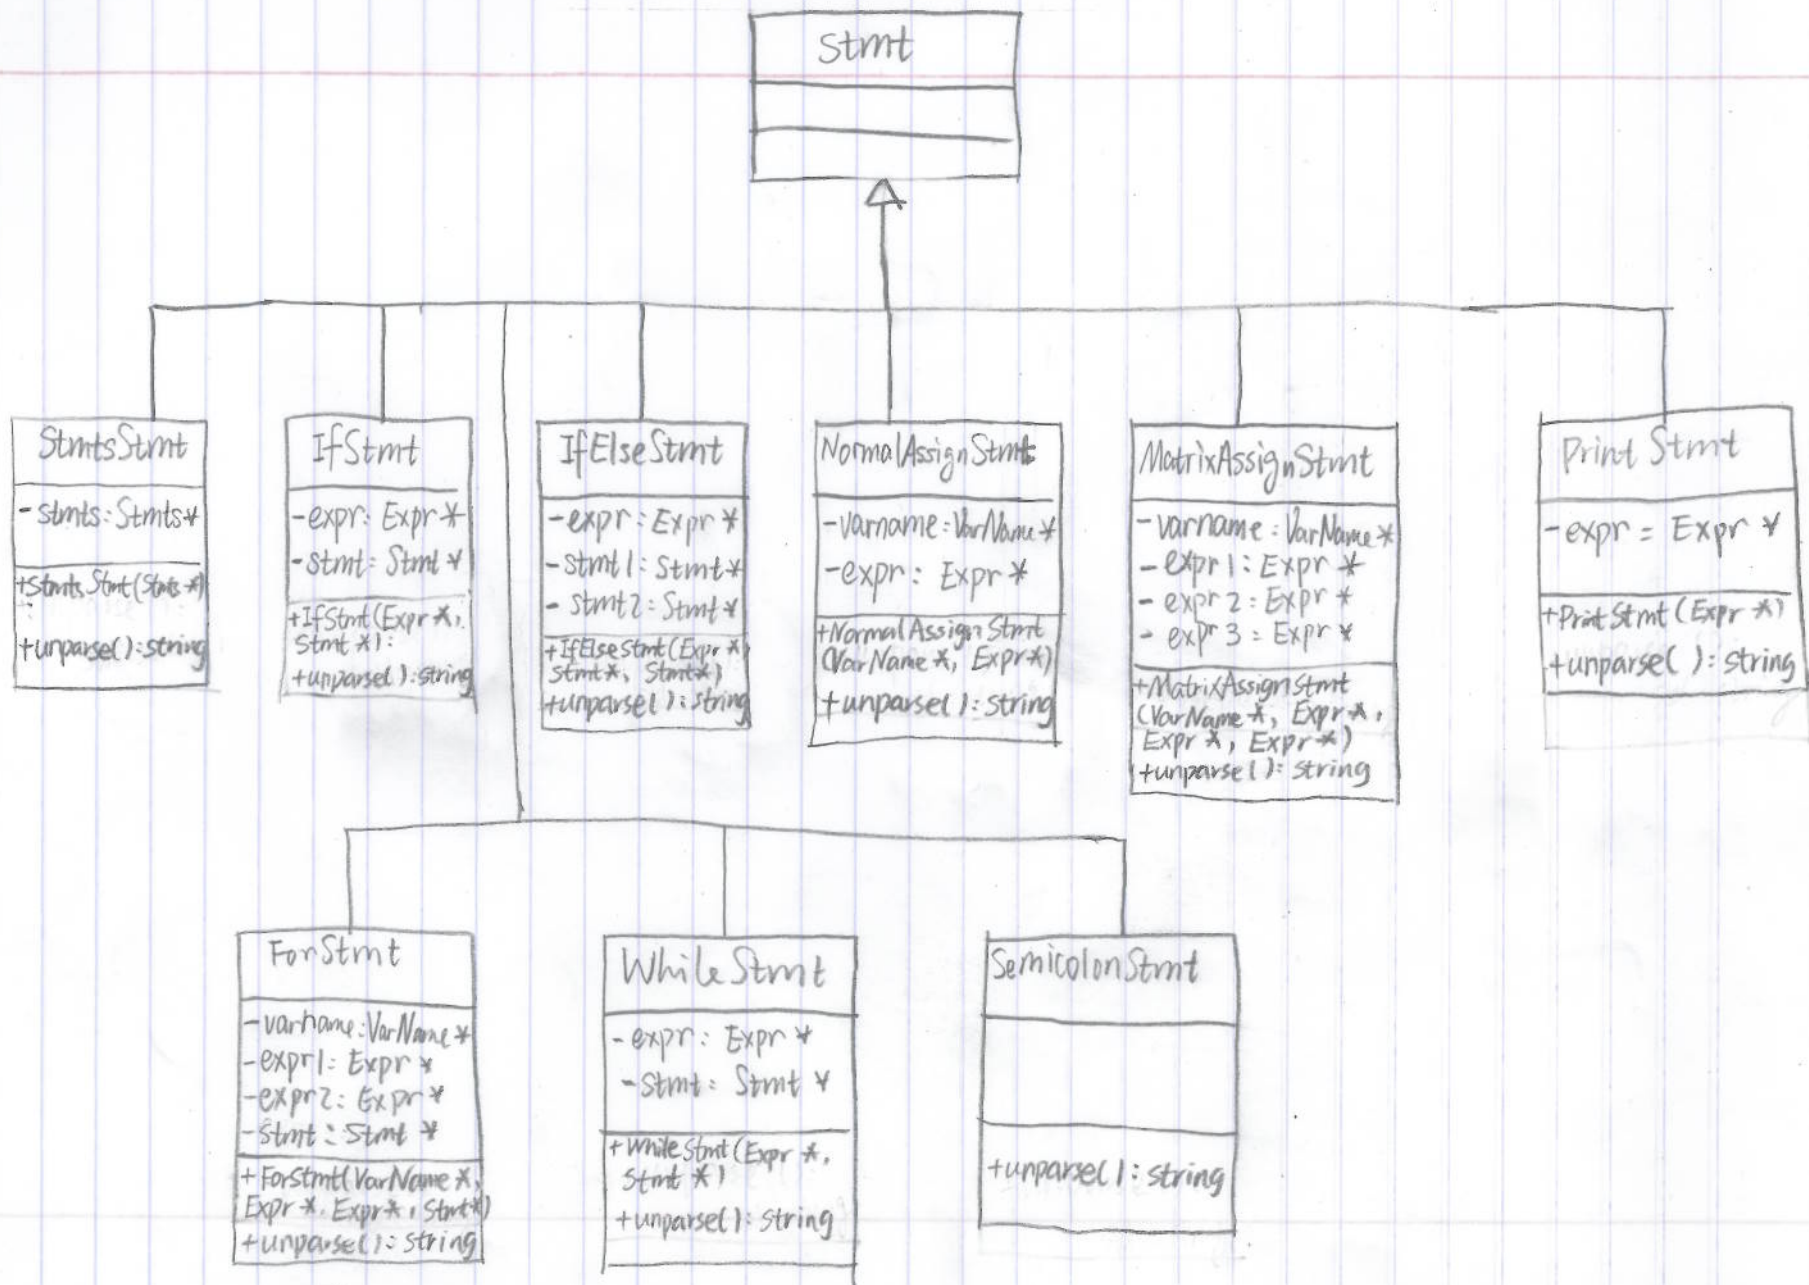 Stmt
StmtsStmt
- stmts: Stmts*
+StmtsStmt(Stmts *)
:
+unparse(): string
IfStmt
-expr: Expr *
-stmt: Stmt *
+IfStmt(Expr *,
Stmt *):
+unparse(): string
IfElseStmt
-expr: Expr *
-stmt1: Stmt*
- stmt2: Stmt*
+IfElseStmt(Expr *,
Stmt*, Stmt*)
+unparse(): string
NormalAssignStmt
-varname: VarName *
-expr: Expr *
+NormalAssignStmt
(VarName *, Expr*)
+unparse(): string
MatrixAssignStmt
-varname: VarName *
- expr1: Expr *
- expr2: Expr *
- expr3: Expr *
+MatrixAssignStmt
(VarName *, Expr *,
Expr *, Expr *)
+unparse(): string
PrintStmt
-expr = Expr *
+PrintStmt(Expr *)
+unparse( ): string
ForStmt
-varname: VarName *
-expr1: Expr *
-expr2: Expr *
-stmt: Stmt *
+ForStmt(VarName *,
Expr *, Expr*, Stmt*)
+unparse(): string
WhileStmt
-expr: Expr *
-stmt: Stmt *
+WhileStmt(Expr *,
Stmt *)
+unparse(): string
SemicolonStmt
+unparse(): string